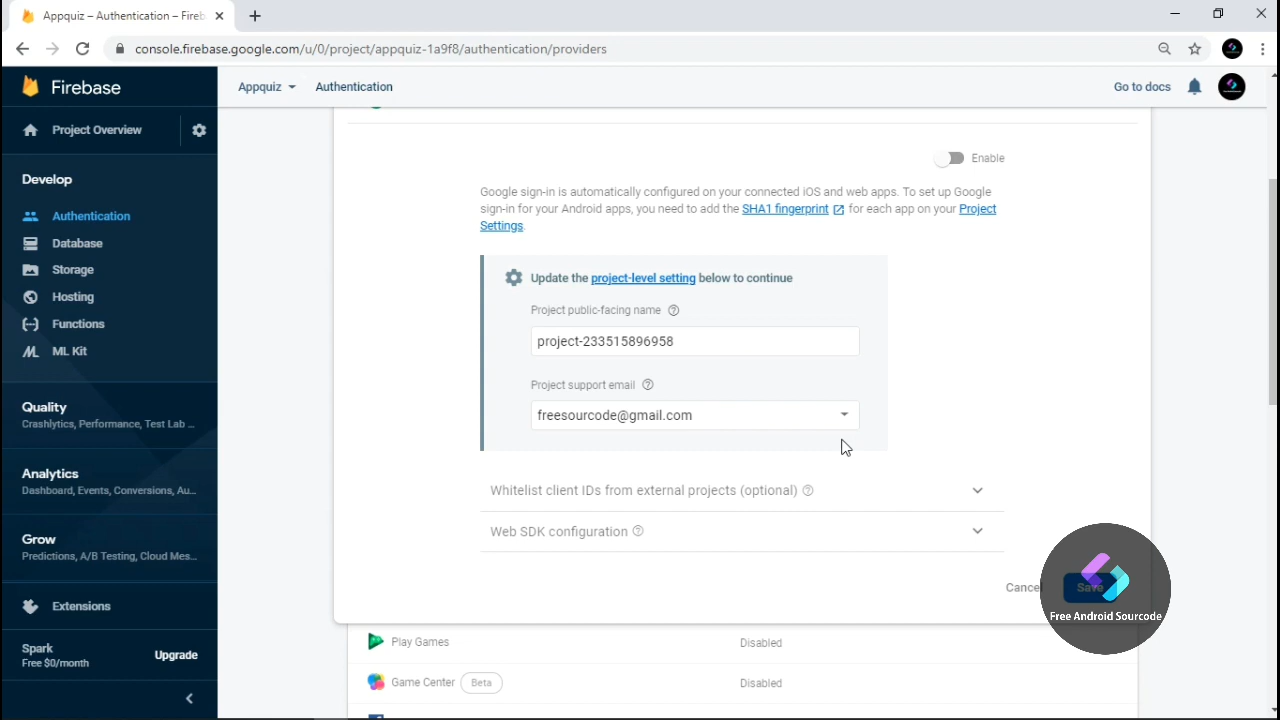 Appquiz – Authentication – Fireb
console.firebase.google.com/u/0/project/appquiz-1a9f8/authentication/providers
Firebase
Appquiz
Authentication
Go to docs
Project Overview
Develop
Authentication
Database
Storage
Hosting
Functions
ML Kit
Quality
Crashlytics, Performance, Test Lab ...
Analytics
Dashboard, Events, Conversions, Au...
Grow
Predictions, A/B Testing, Cloud Mes...
Extensions
Spark
Free $0/month
Upgrade
Enable
Google sign-in is automatically configured on your connected iOS and web apps. To set up Google
sign-in for your Android apps, you need to add the SHA1 fingerprint for each app on your Project
Settings.
Update the project-level setting below to continue
Project public-facing name
project-233515896958
Project support email
freesourcode@gmail.com
Whitelist client IDs from external projects (optional)
Web SDK configuration
Cancel
Save
Free Android Sourcode
Play Games
Disabled
Game Center
Beta
Disabled